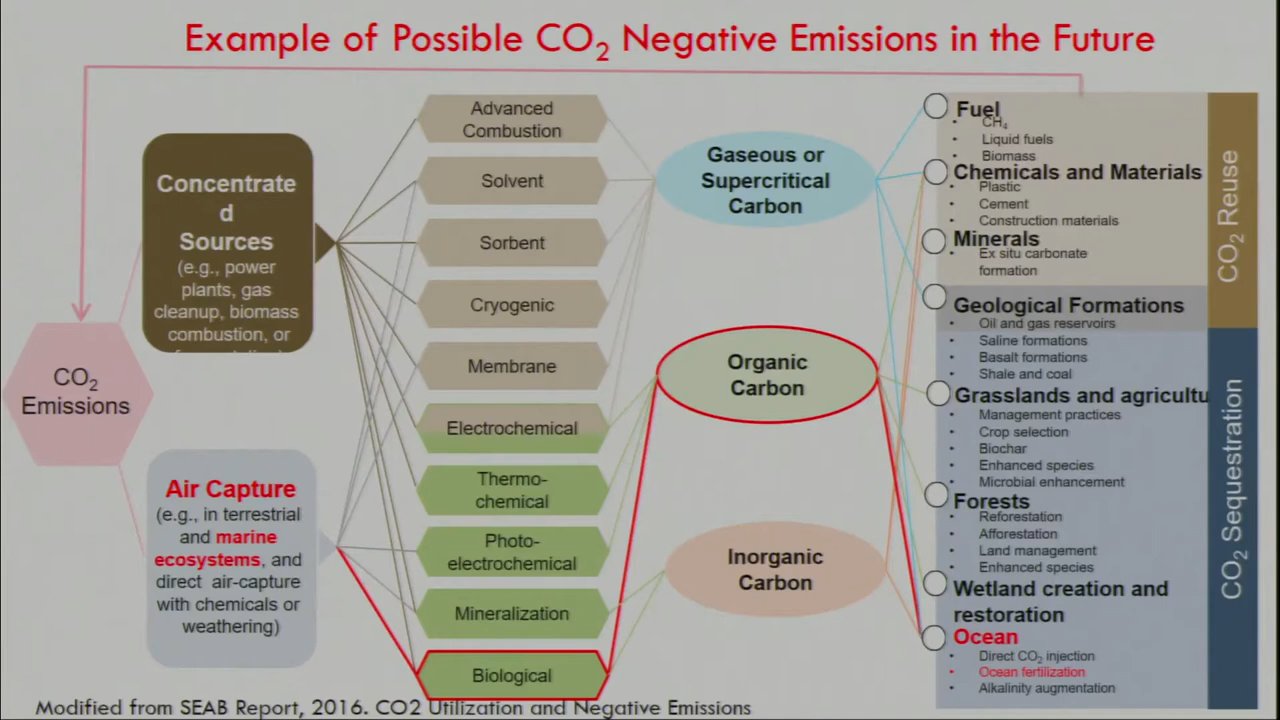 Example of Possible CO₂ Negative Emissions in the Future
Concentrate
d
Sources
(e.g., power
plants, gas
cleanup, biomass
combustion, or
CO₂
Emissions
Air Capture
(e.g., in terrestrial
and marine
ecosystems, and
direct air-capture
with chemicals or
weathering)
Advanced
Combustion
Solvent
Sorbent
Cryogenic
Membrane
Electrochemical
Thermo-
chemical
Photo-
electrochemical
Mineralization
Biological
Gaseous or
Supercritical
Carbon
Organic
Carbon
Inorganic
Carbon
Fuel
• CH₄
• Liquid fuels
• Biomass
Chemicals and Materials
• Plastic
• Cement
• Construction materials
Minerals
• Ex situ carbonate
formation
Geological Formations
• Oil and gas reservoirs
• Saline formations
• Basalt formations
• Shale and coal
Grasslands and agricultu
• Management practices
• Crop selection
• Biochar
• Enhanced species
• Microbial enhancement
Forests
• Reforestation
• Afforestation
• Land management
• Enhanced species
Wetland creation and
restoration
Ocean
• Direct CO₂ injection
• Ocean fertilization
• Alkalinity augmentation
CO₂ Reuse
CO₂ Sequestration
Modified from SEAB Report, 2016. CO2 Utilization and Negative Emissions